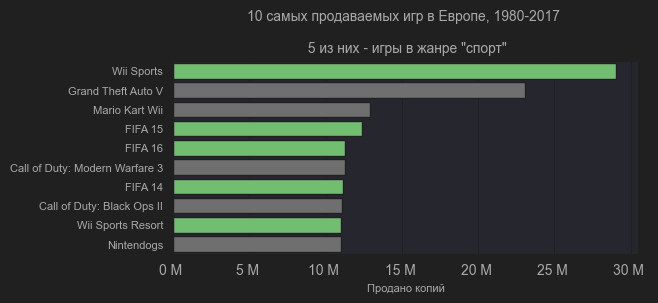 10 самых продаваемых игр в Европе, 1980-2017
5 из них - игры в жанре "спорт"
Wii Sports
Grand Theft Auto V
Mario Kart Wii
FIFA 15
FIFA 16
Call of Duty: Modern Warfare 3
FIFA 14
Call of Duty: Black Ops II
Wii Sports Resort
Nintendogs
0 M 5 M 10 M 15 M 20 M 25 M 30 M
Продано копий